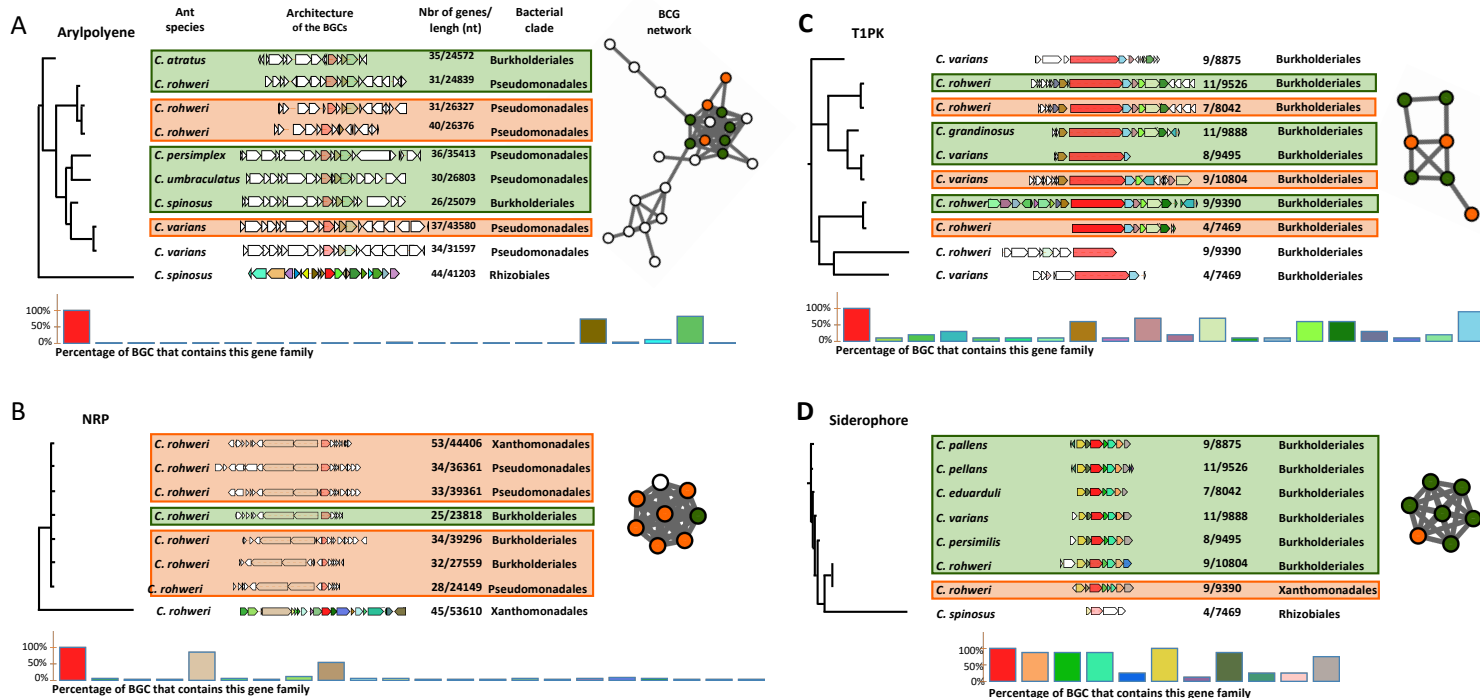 A
Arylpolyene
Ant species
Architecture of the BGCs
Nbr of genes/ lengh (nt)
Bacterial clade
BCG network
C. atratus 35/24572 Burkholderiales
C. rohweri 31/24839 Pseudomonadales
C. rohweri 31/26327 Pseudomonadales
C. rohweri 40/26376 Pseudomonadales
C. persimplex 36/35413 Pseudomonadales
C. umbraculatus 30/26803 Pseudomonadales
C. spinosus 26/25079 Burkholderiales
C. varians 37/43580 Pseudomonadales
C. varians 34/31597 Pseudomonadales
C. spinosus 44/41203 Rhizobiales
100%
50%
0%
Percentage of BGC that contains this gene family
B
NRP
C. rohweri 53/44406 Xanthomonadales
C. rohweri 34/36361 Pseudomonadales
C. rohweri 33/39361 Pseudomonadales
C. rohweri 25/23818 Burkholderiales
C. rohweri 34/39296 Burkholderiales
C. rohweri 32/27559 Burkholderiales
C. rohweri 28/24149 Pseudomonadales
C. rohweri 45/53610 Xanthomonadales
100%
50%
0%
Percentage of BGC that contains this gene family
C
T1PK
C. varians 9/8875 Burkholderiales
C. rohweri 11/9526 Burkholderiales
C. rohweri 7/8042 Burkholderiales
C. grandinosus 11/9888 Burkholderiales
C. varians 8/9495 Burkholderiales
C. varians 9/10804 Burkholderiales
C. rohwer 9/9390 Burkholderiales
C. rohweri 4/7469 Burkholderiales
C. rohweri 9/9390 Burkholderiales
C. varians 4/7469 Burkholderiales
100%
50%
0%
Percentage of BGC that contains this gene family
D
Siderophore
C. pallens 9/8875 Burkholderiales
C. pellans 11/9526 Burkholderiales
C. eduarduli 7/8042 Burkholderiales
C. varians 11/9888 Burkholderiales
C. persimilis 8/9495 Burkholderiales
C. rohweri 9/10804 Burkholderiales
C. rohweri 9/9390 Xanthomonadales
C. spinosus 4/7469 Rhizobiales
100%
50%
0%
Percentage of BGC that contains this gene family